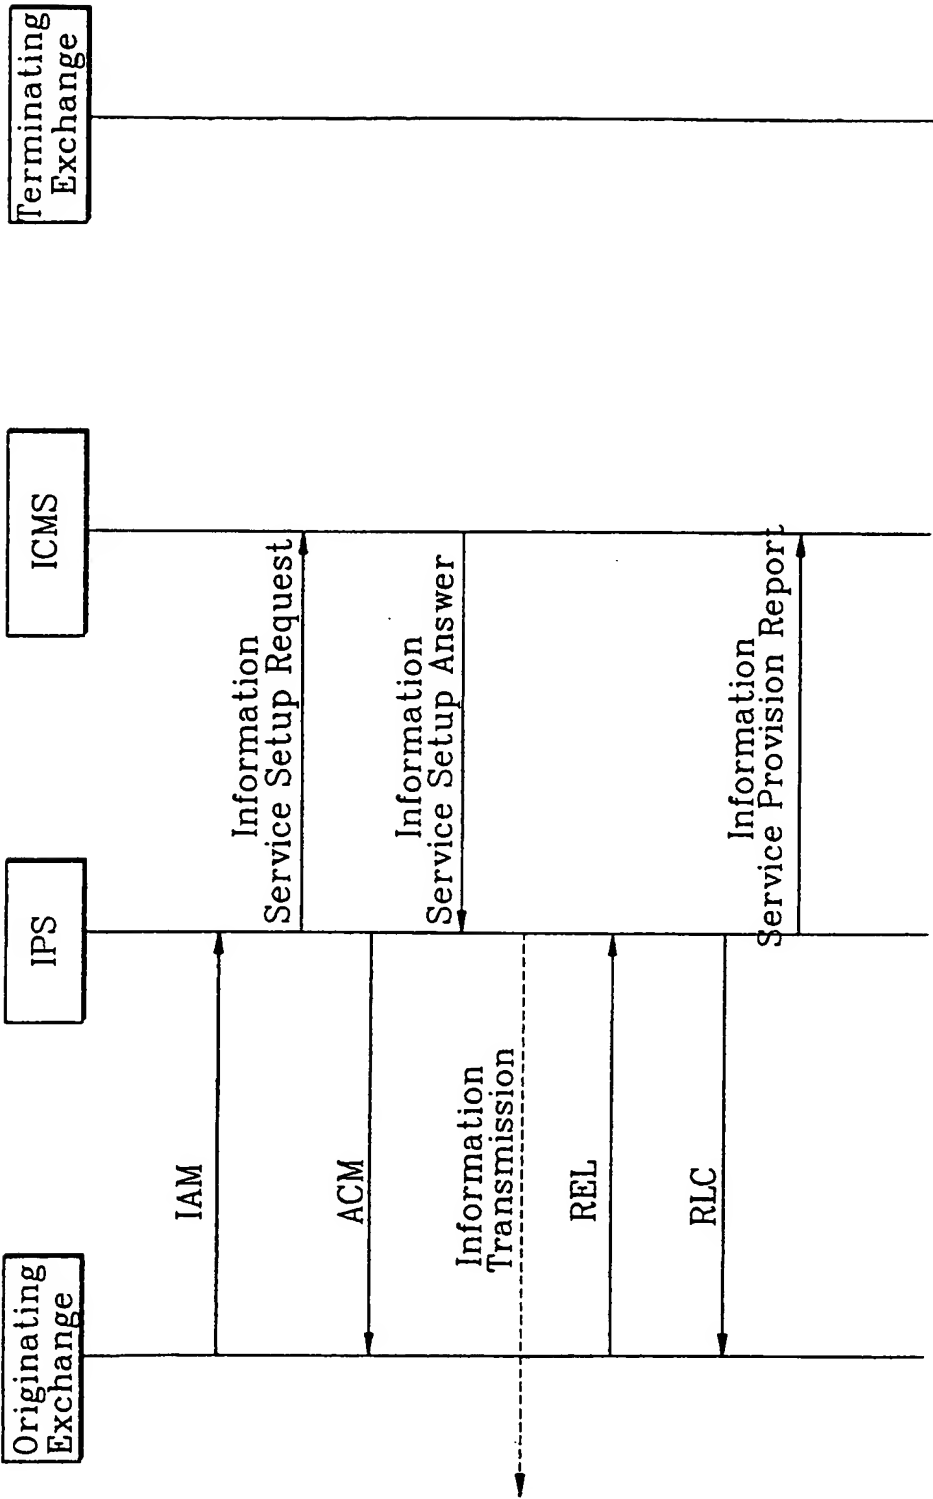 Originating
Exchange
IPS
ICMS
Terminating
Exchange
IAM
Information
Service Setup Request
ACM
Information
Service Setup Answer
Information
Transmission
REL
RLC
Information
Service Provision Report